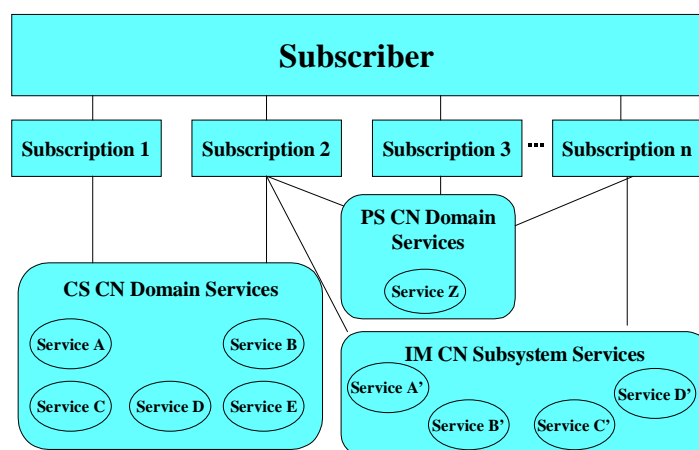 Subscriber
Subscription 1
Subscription 2
Subscription 3
...
Subscription n
PS CN Domain
Services
Service Z
CS CN Domain Services
Service A
Service B
Service C
Service D
Service E
IM CN Subsystem Services
Service A’
Service D’
Service B’
Service C’